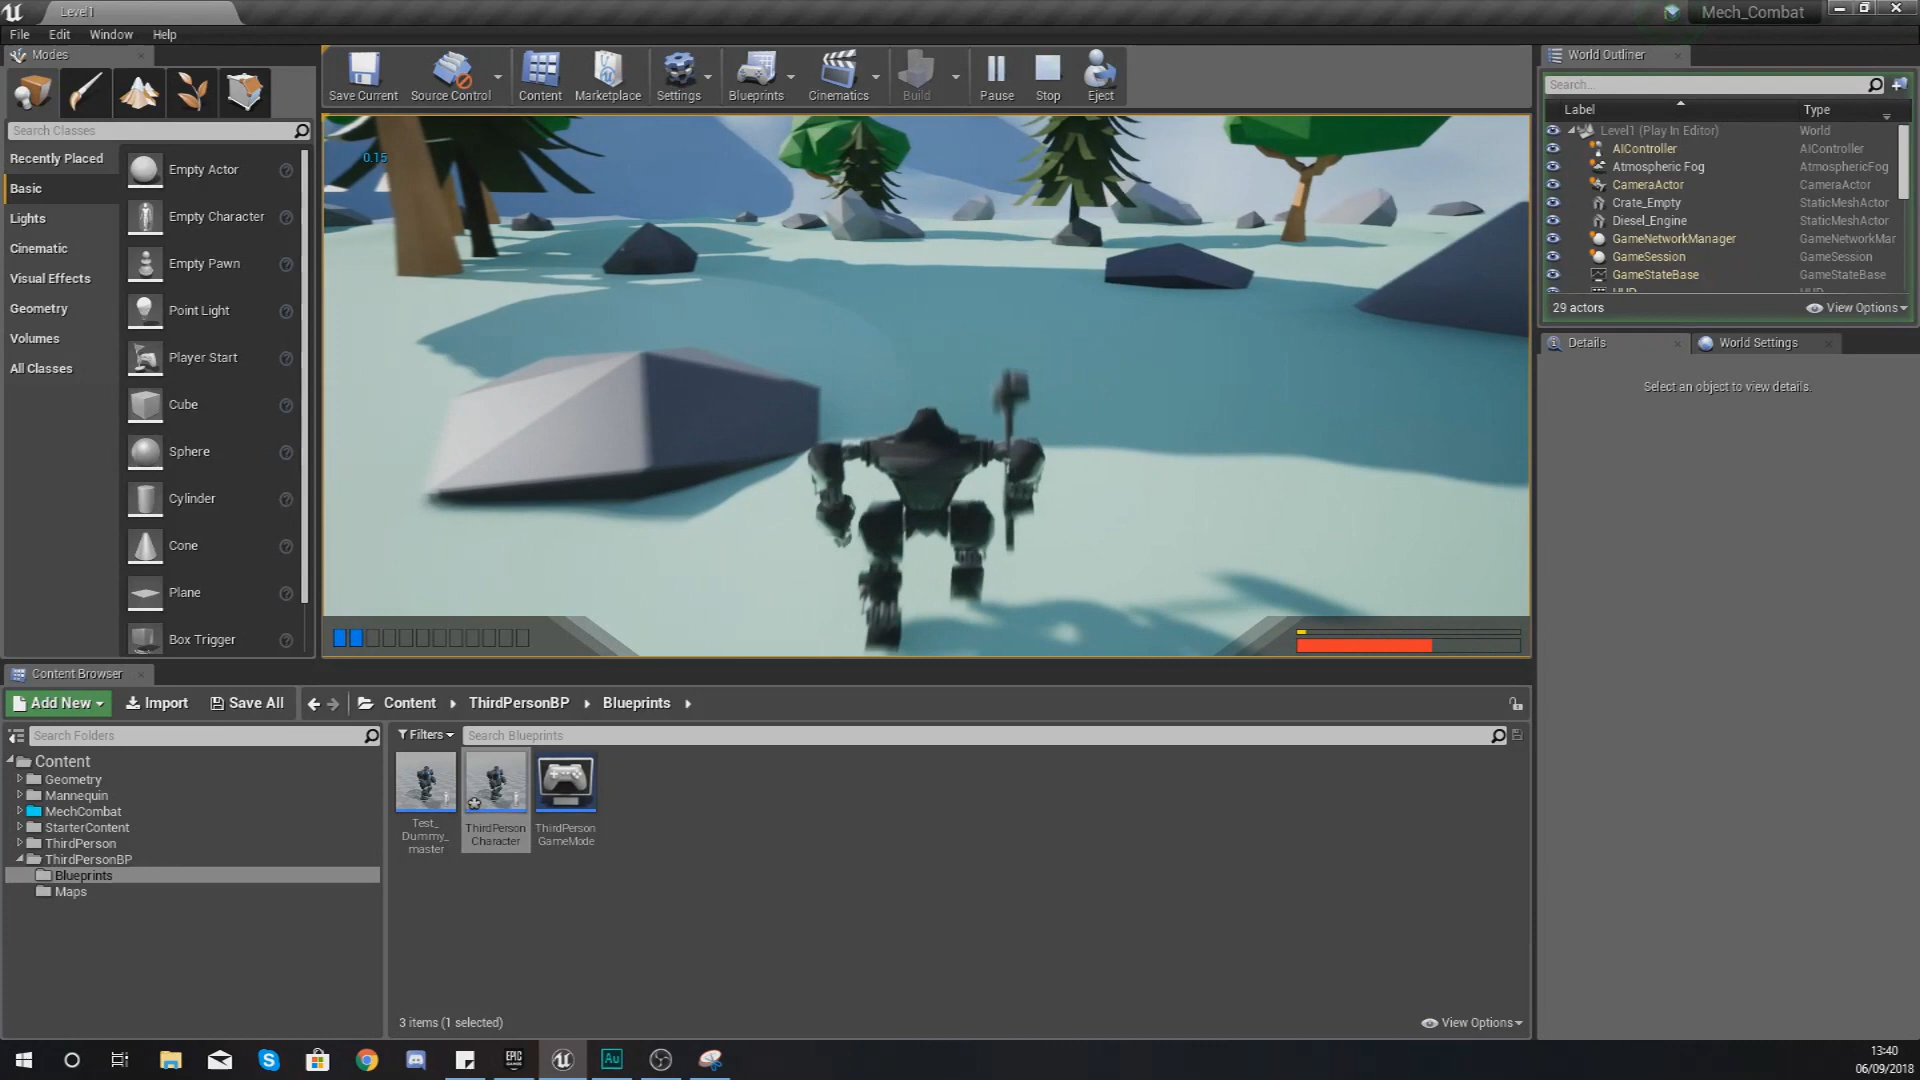 Level1
Mech_Combat
File Edit Window Help
Modes
Search Classes
Recently Placed
Basic
Lights
Cinematic
Visual Effects
Geometry
Volumes
All Classes
Empty Actor
Empty Character
Empty Pawn
Point Light
Player Start
Cube
Sphere
Cylinder
Cone
Plane
Box Trigger
Save Current Source Control Content Marketplace Settings Blueprints Cinematics Build Pause Stop Eject
0.15
World Outliner
Search...
Label Type
Level1 (Play In Editor) World
AIController AIController
Atmospheric Fog AtmosphericFog
CameraActor CameraActor
Crate_Empty StaticMeshActor
Diesel_Engine StaticMeshActor
GameNetworkManager GameNetworkMar
GameSession GameSession
GameStateBase GameStateBase
29 actors View Options
Details World Settings
Select an object to view details.
Content Browser
Add New Import Save All Content ThirdPersonBP Blueprints
Search Folders
Filters Search Blueprints
Content
Geometry
Mannequin
MechCombat
StarterContent
ThirdPerson
ThirdPersonBP
Blueprints
Maps
Test_
Dummy_
master
ThirdPerson
Character
ThirdPerson
GameMode
3 items (1 selected) View Options
EPIC
GAMES
Au
13:40
06/09/2018